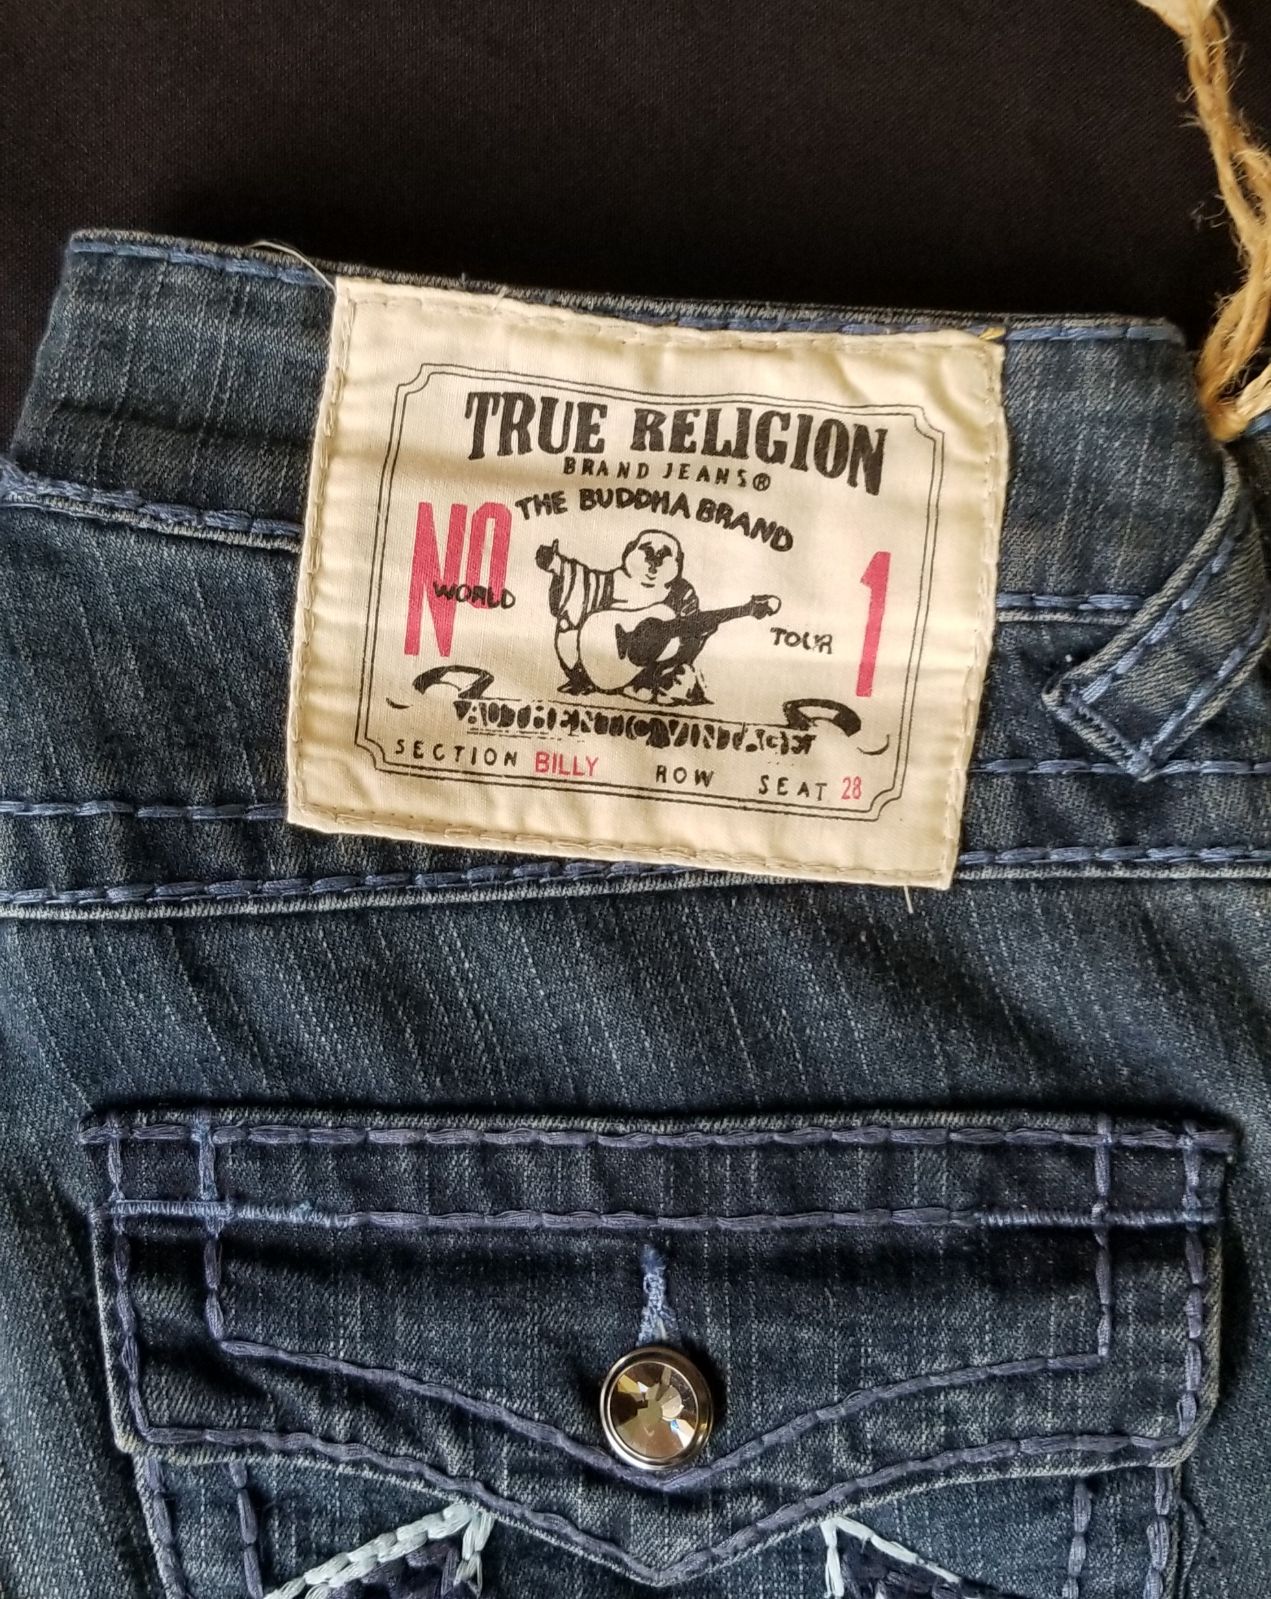 TRUE RELIGION
BRAND JEANS®
THE BUDDHA BRAND
NO 1
WORLD TOUR
SECTION BILLY ROW SEAT 28